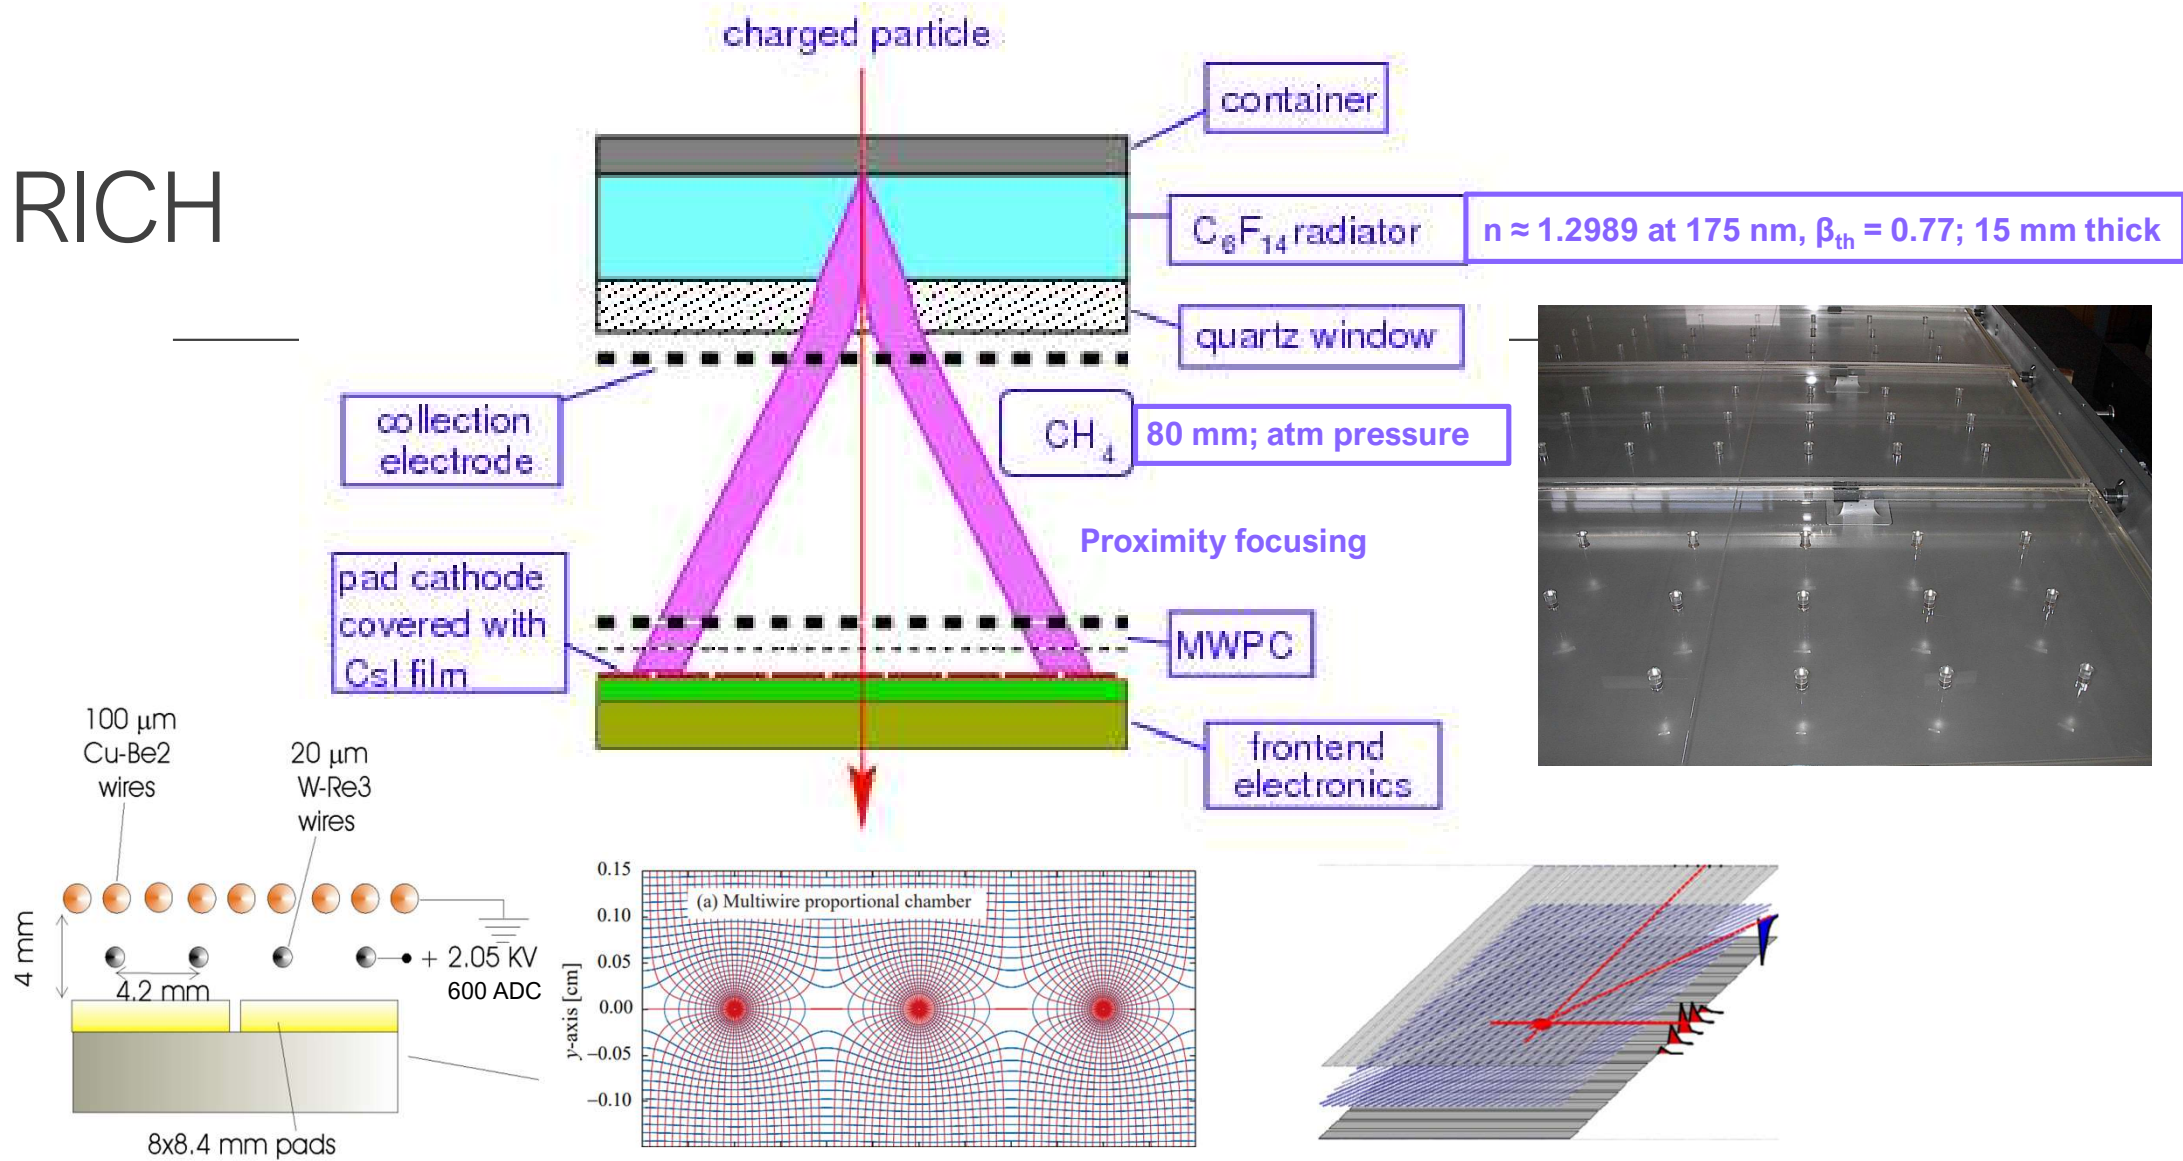 RICH
charged particle
container
C₆F₁₄ radiator
n ≈ 1.2989 at 175 nm, βth = 0.77; 15 mm thick
quartz window
collection
electrode
CH₄
80 mm; atm pressure
Proximity focusing
pad cathode
covered with
CsI film
MWPC
frontend
electronics
100 μm
Cu-Be2
wires
20 μm
W-Re3
wires
4 mm
4.2 mm
+ 2.05 KV
600 ADC
8x8.4 mm pads
(a) Multiwire proportional chamber
y-axis [cm]
0.15
0.10
0.05
0.00
−0.05
−0.10